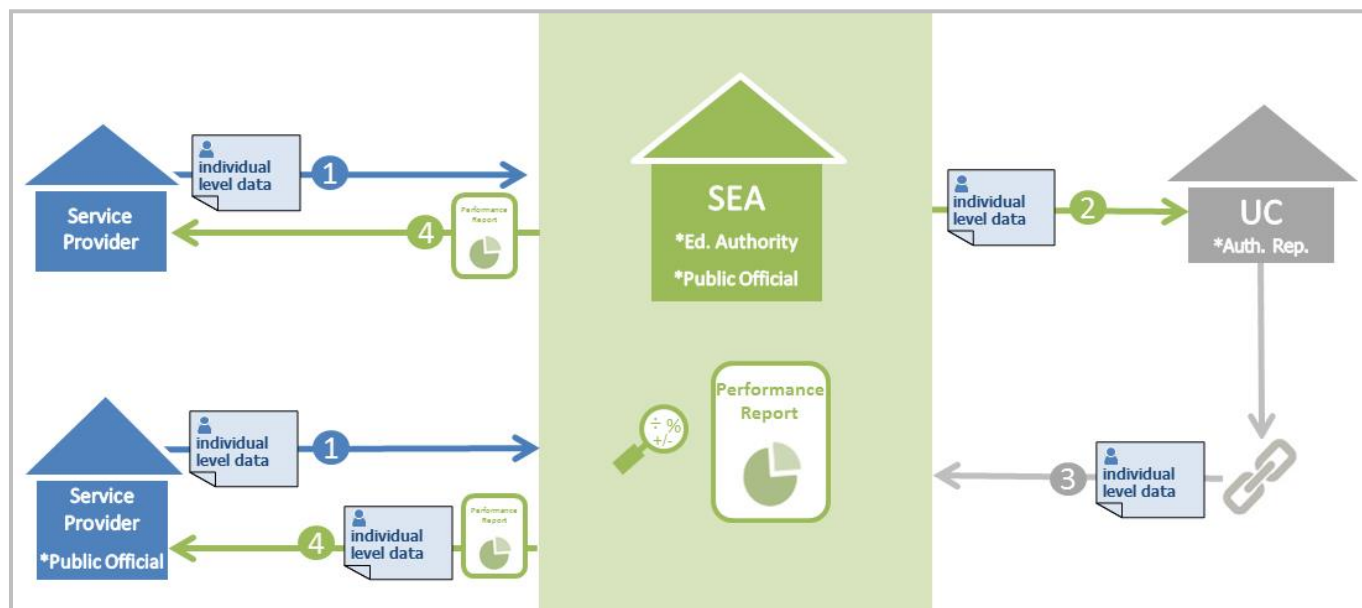 individual
level data
1
Service
Provider
4
Performance
Report
SEA
*Ed. Authority
*Public Official
individual
level data
2
UC
*Auth. Rep.
individual
level data
1
Service
Provider
*Public Official
4
individual
level data
Performance
Report
÷ %
+/-
Performance
Report
3
individual
level data